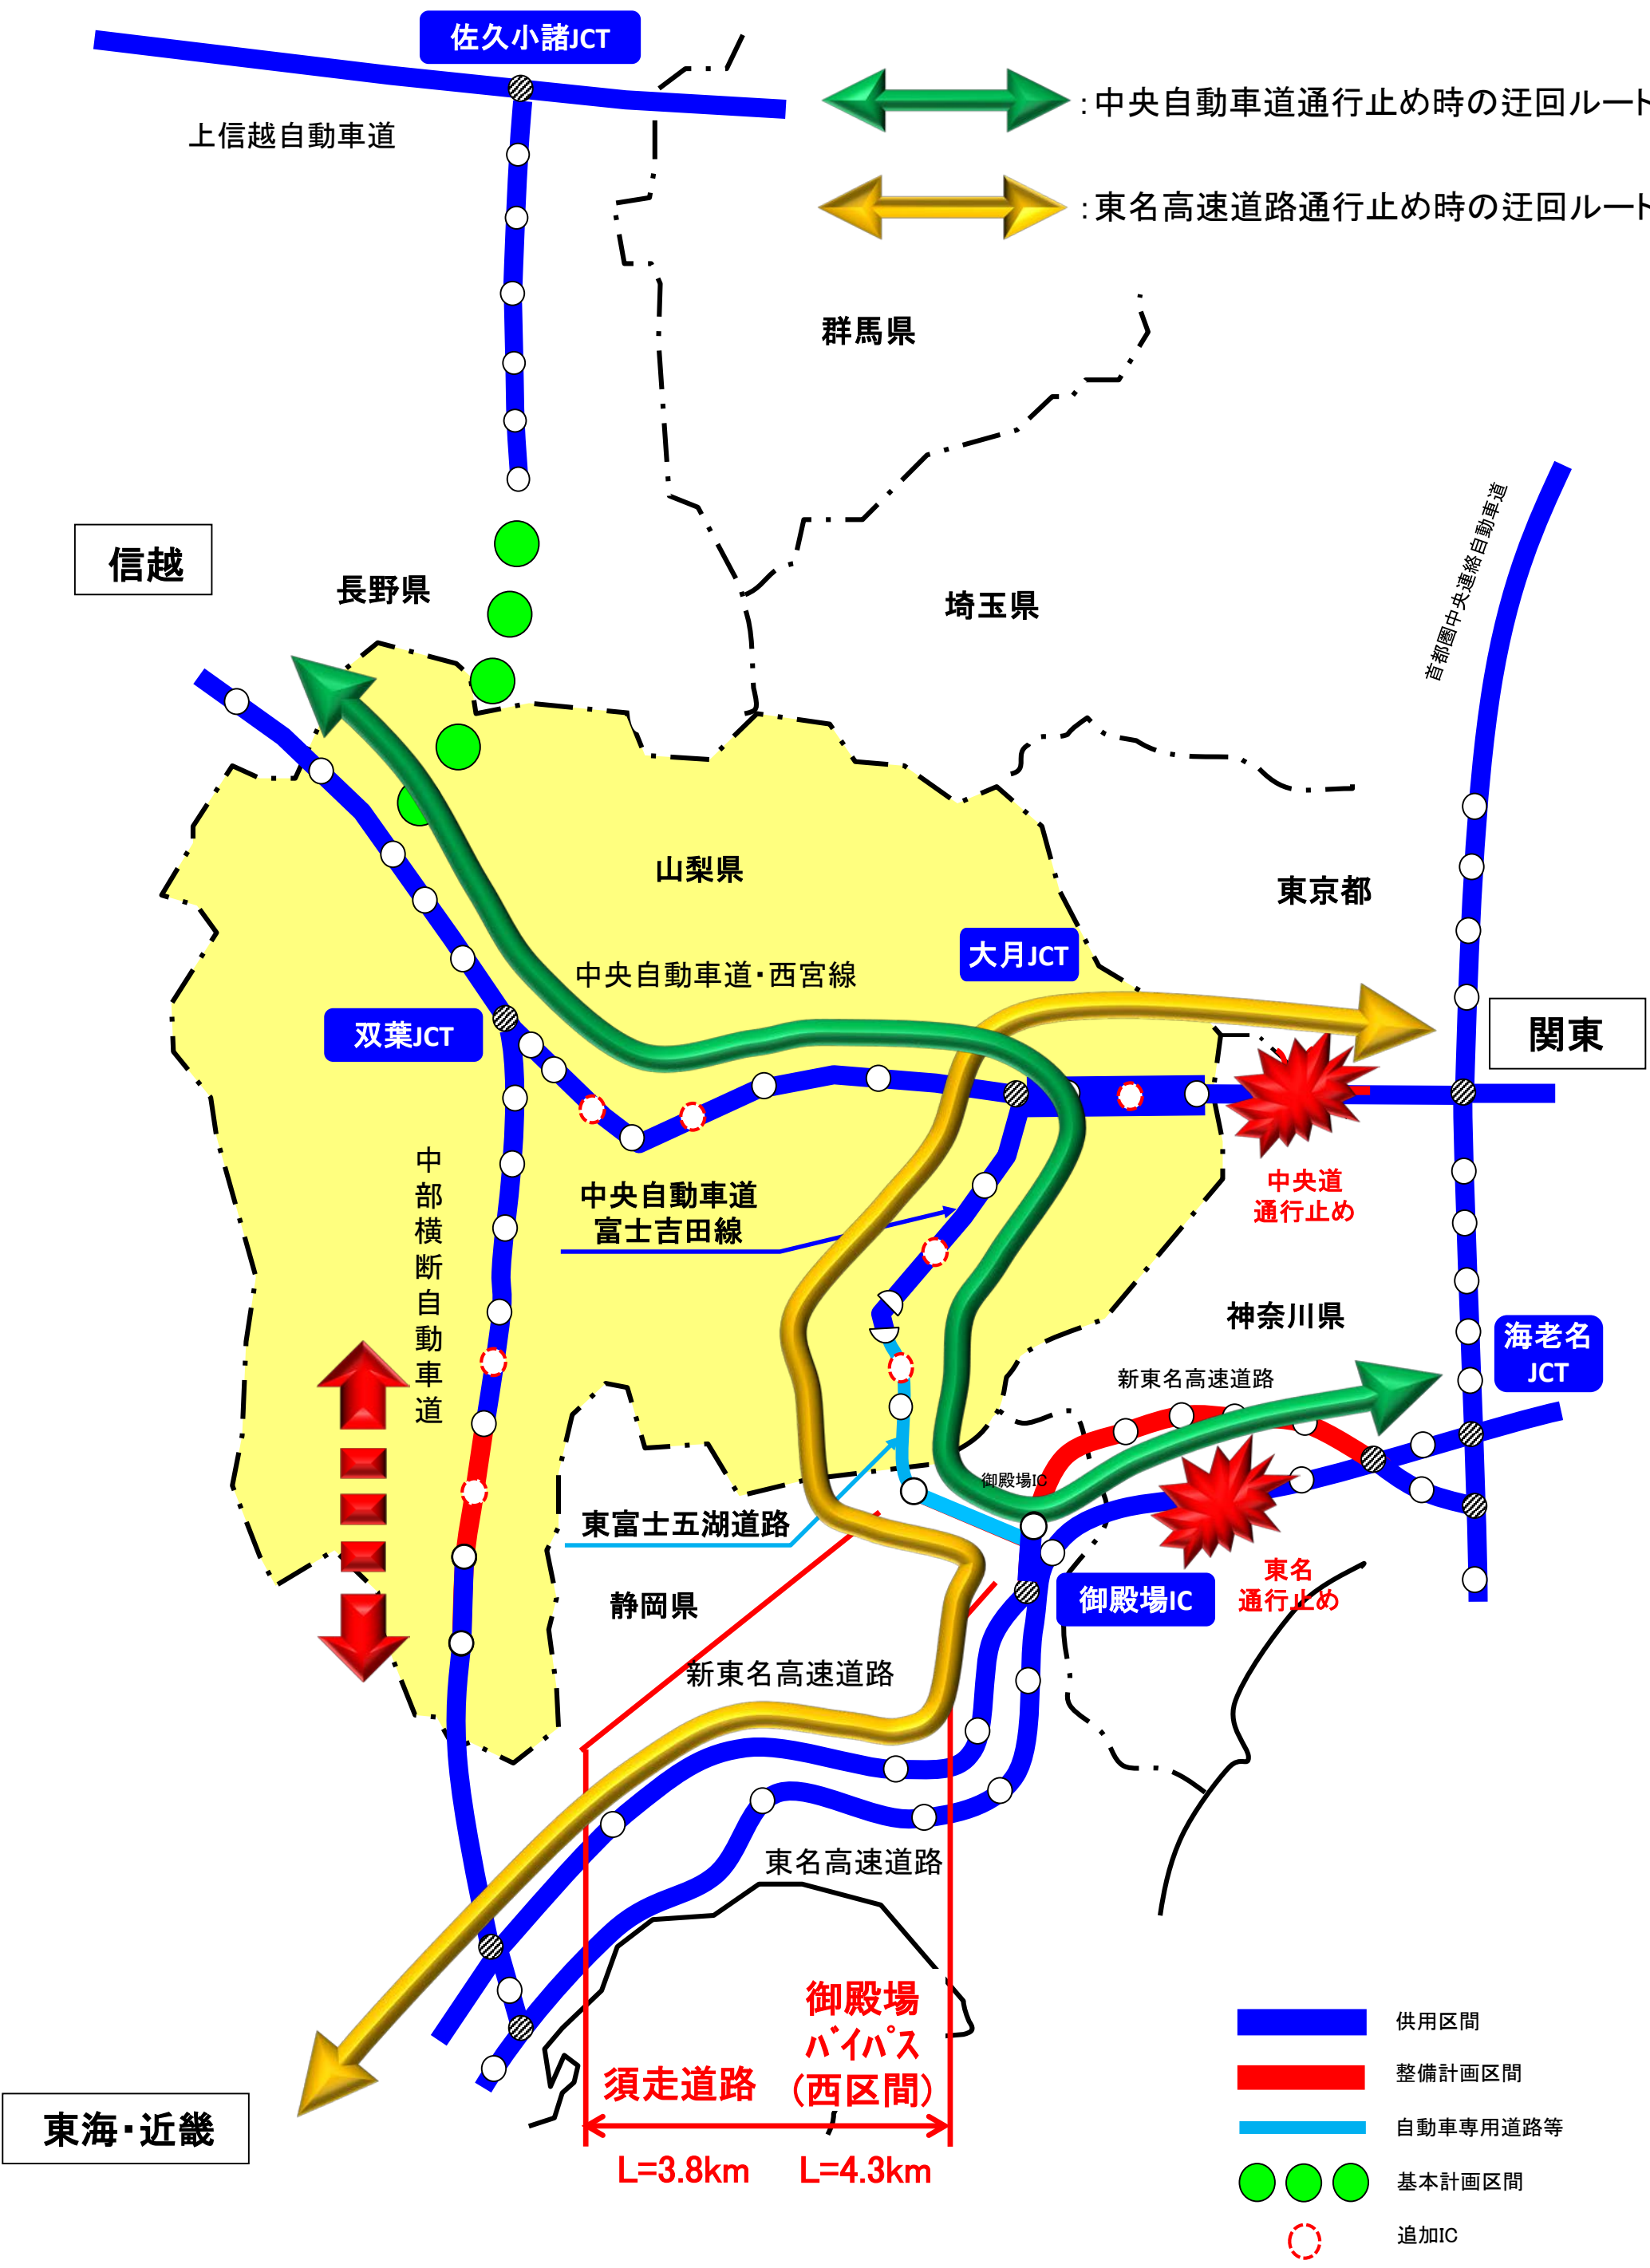 佐久小諸JCT
上信越自動車道
:中央自動車道通行止め時の迂回ルート
:東名高速道路通行止め時の迂回ルート
群馬県
首都圏中央連絡自動車道
信越
長野県
埼玉県
山梨県
東京都
大月JCT
中央自動車道・西宮線
双葉JCT
関東
中部横断自動車道
中央自動車道
富士吉田線
中央道
通行止め
神奈川県
海老名
JCT
新東名高速道路
御殿場IC
東富士五湖道路
東名
通行止め
御殿場IC
静岡県
新東名高速道路
東名高速道路
御殿場
バイパス
(西区間)
須走道路
L=3.8km
L=4.3km
東海・近畿
供用区間
整備計画区間
自動車専用道路等
基本計画区間
追加IC